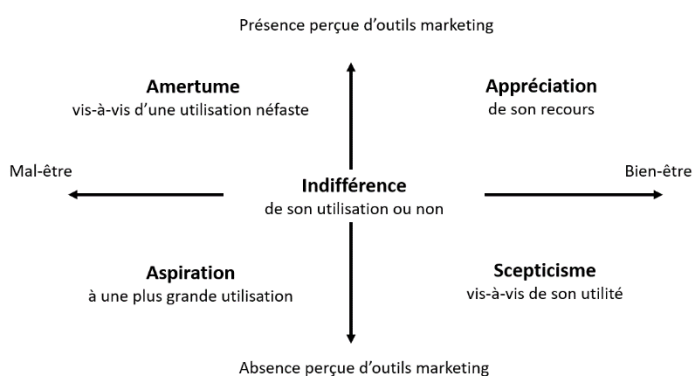 Présence perçue d'outils marketing
Amertume
vis-à-vis d'une utilisation néfaste
Appréciation
de son recours
Mal-être
Bien-être
Indifférence
de son utilisation ou non
Aspiration
à une plus grande utilisation
Scepticisme
vis-à-vis de son utilité
Absence perçue d'outils marketing